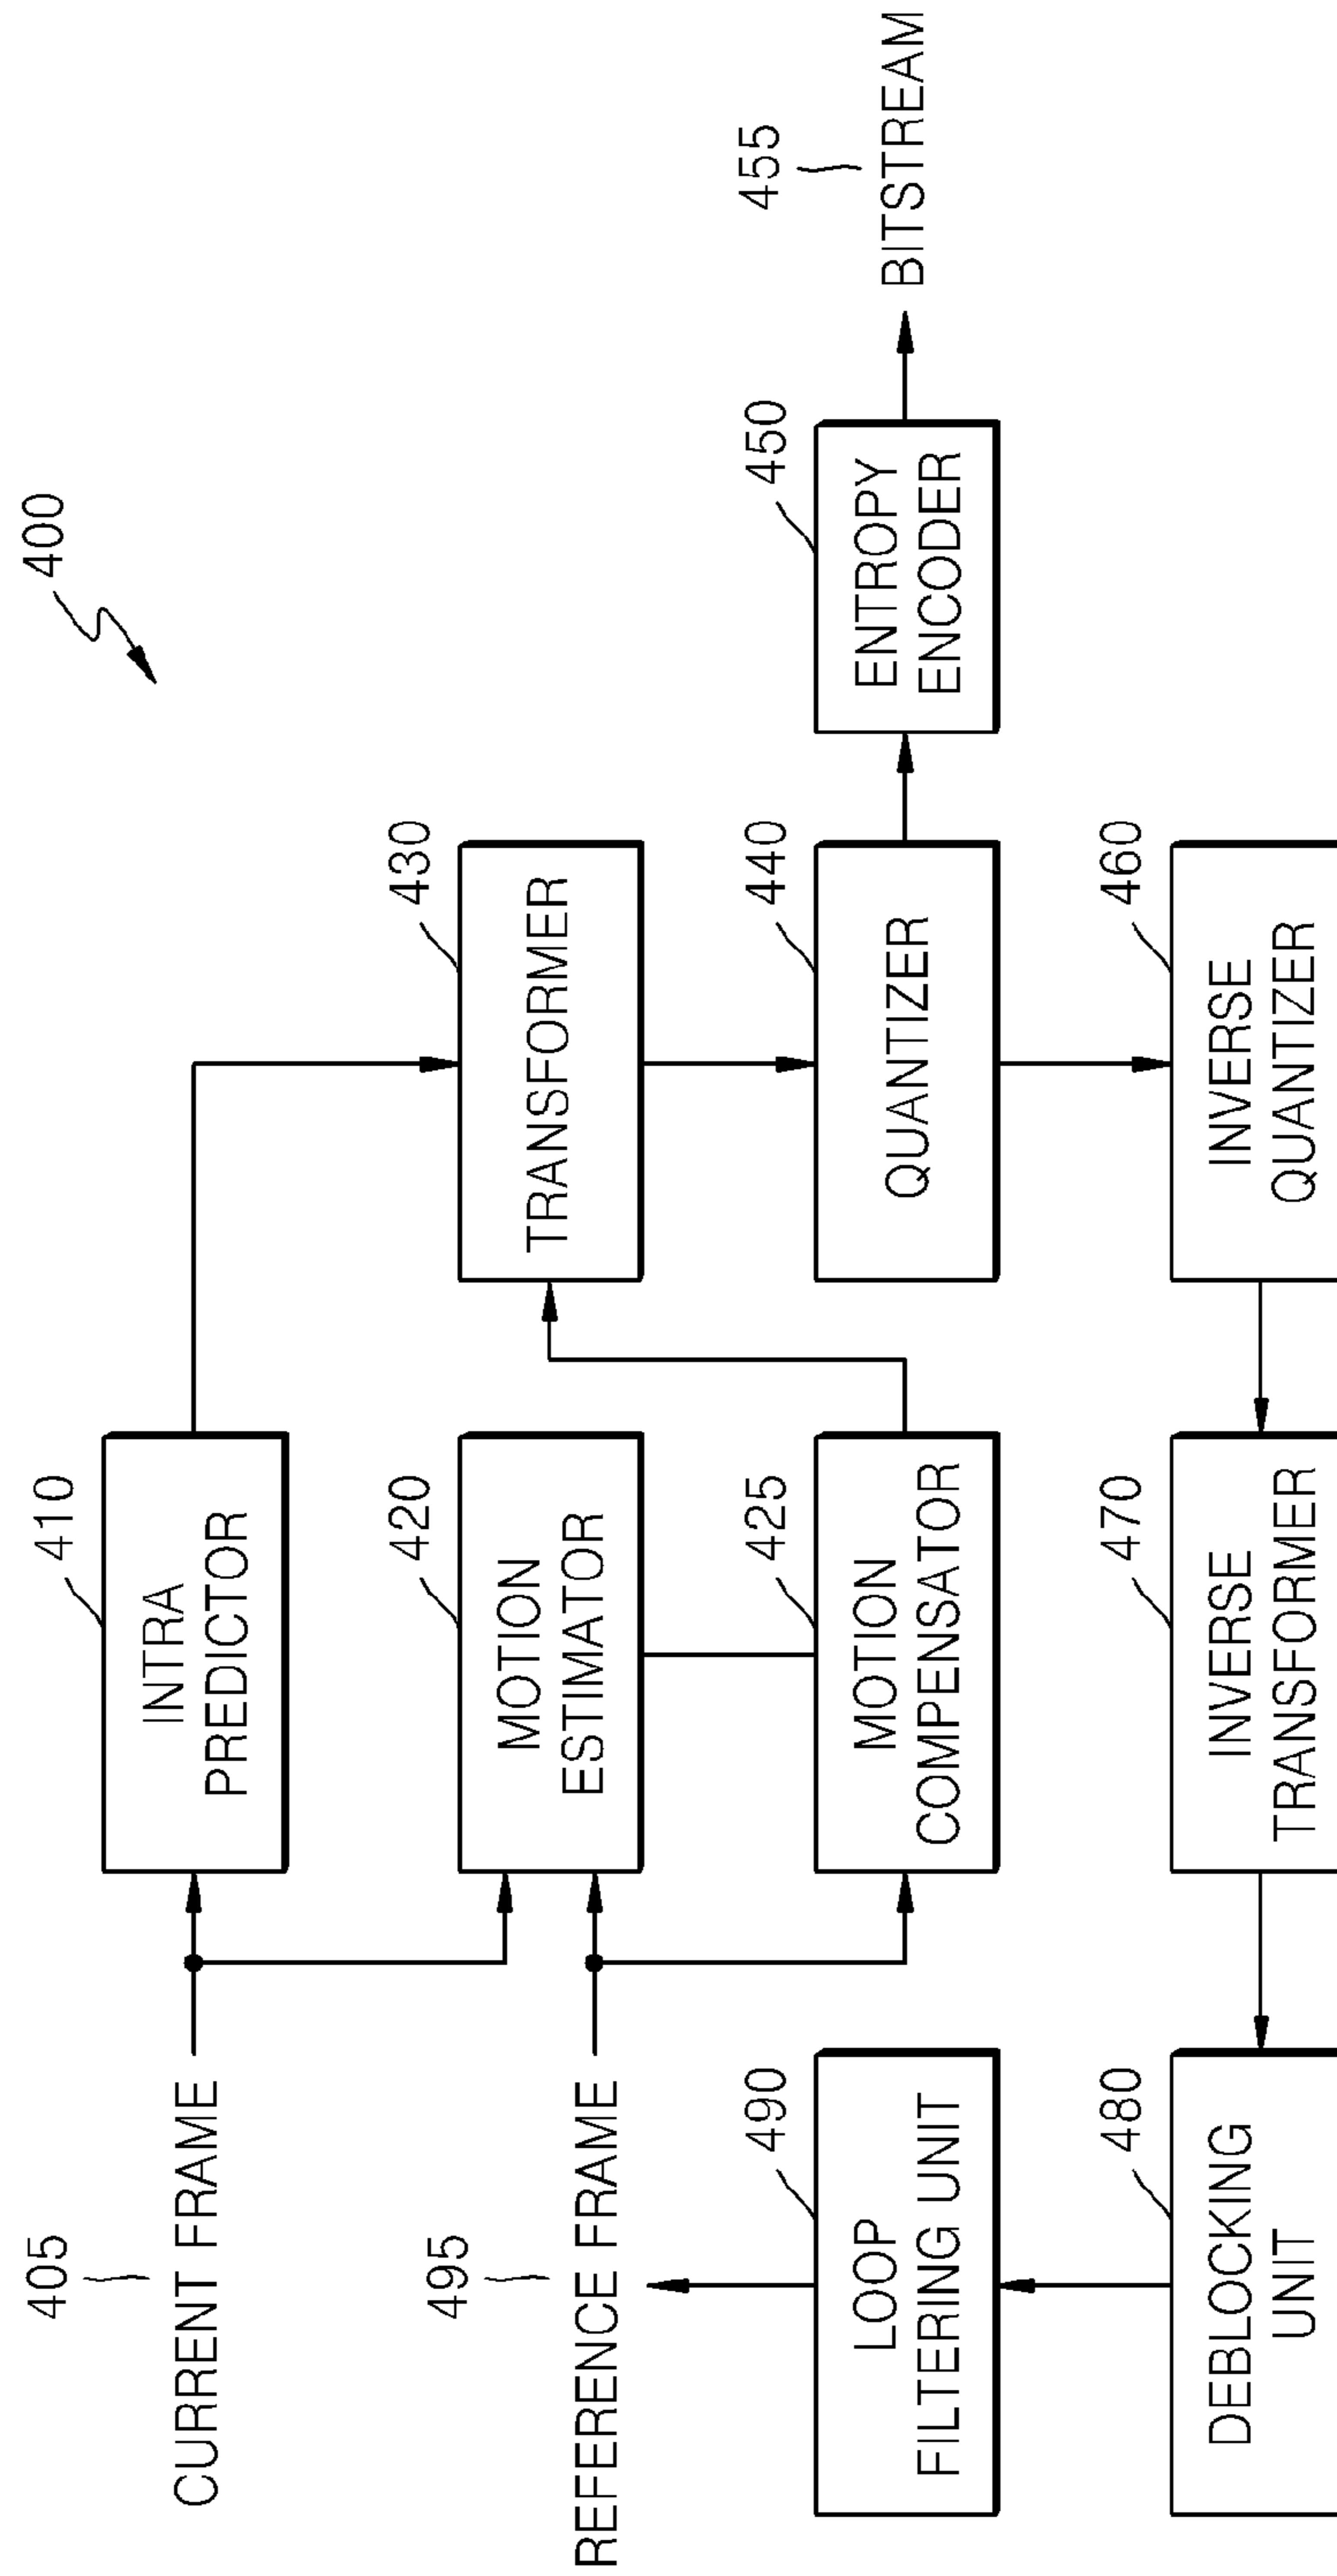 400
405
CURRENT FRAME
410
INTRA
PREDICTOR
495
REFERENCE FRAME
420
MOTION
ESTIMATOR
430
TRANSFORMER
490
LOOP
FILTERING UNIT
425
MOTION
COMPENSATOR
440
QUANTIZER
450
ENTROPY
ENCODER
455
BITSTREAM
480
DEBLOCKING
UNIT
470
INVERSE
TRANSFORMER
460
INVERSE
QUANTIZER